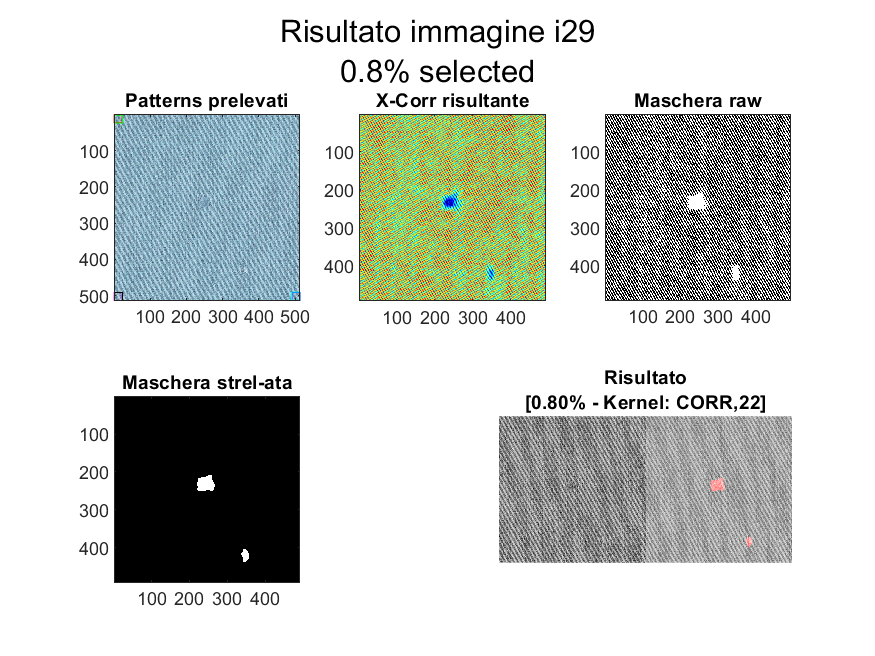 Risultato immagine i29
0.8% selected
Patterns prelevati
100
200
300
400
500
100 200 300 400 500
X-Corr risultante
100
200
300
400
100 200 300 400
Maschera raw
100
200
300
400
100 200 300 400
Maschera strel-ata
100
200
300
400
100 200 300 400
Risultato
[0.80% - Kernel: CORR,22]